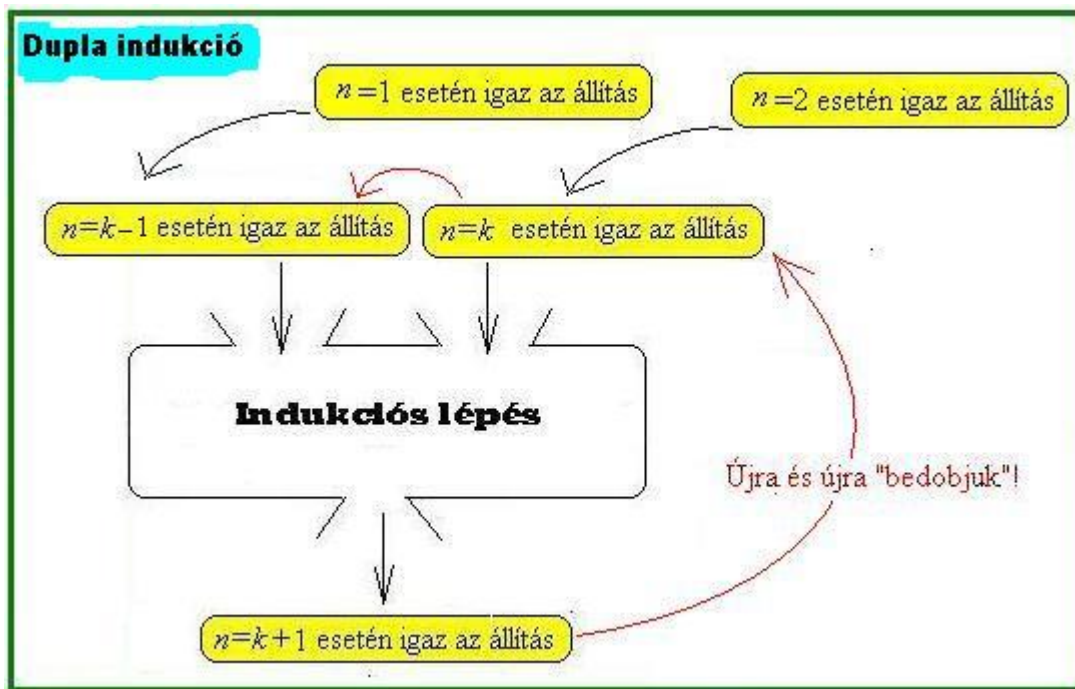 Dupla indukció
n=1 esetén igaz az állítás
n=2 esetén igaz az állítás
n=k–1 esetén igaz az állítás
n=k esetén igaz az állítás
Indukciós lépés
Újra és újra "bedobjuk"!
n=k+1 esetén igaz az állítás